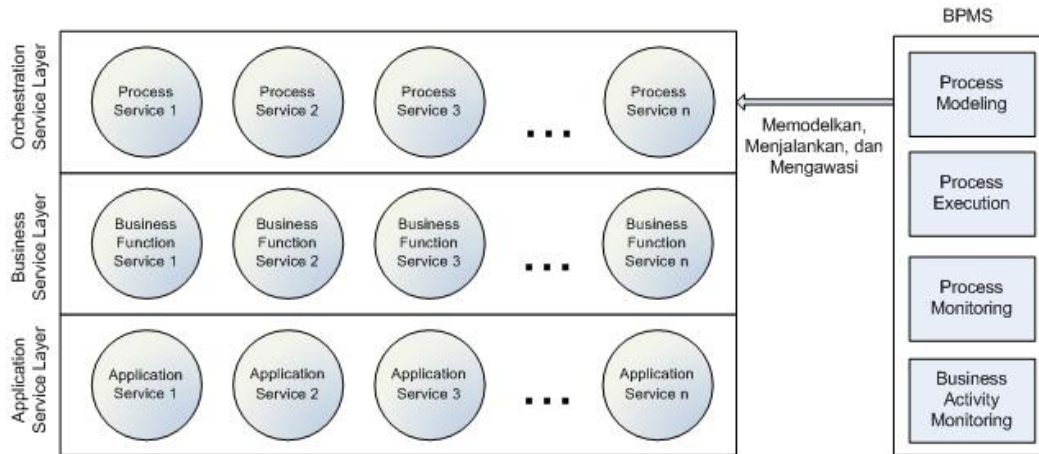 BPMS
Orchestration
Service Layer
Process
Service 1
Process
Service 2
Process
Service 3
...
Process
Service n
Memodelkan,
Menjalankan, dan
Mengawasi
Process
Modeling
Process
Execution
Process
Monitoring
Business
Activity
Monitoring
Business
Service Layer
Business
Function
Service 1
Business
Function
Service 2
Business
Function
Service 3
...
Business
Function
Service n
Application
Service Layer
Application
Service 1
Application
Service 2
Application
Service 3
...
Application
Service n